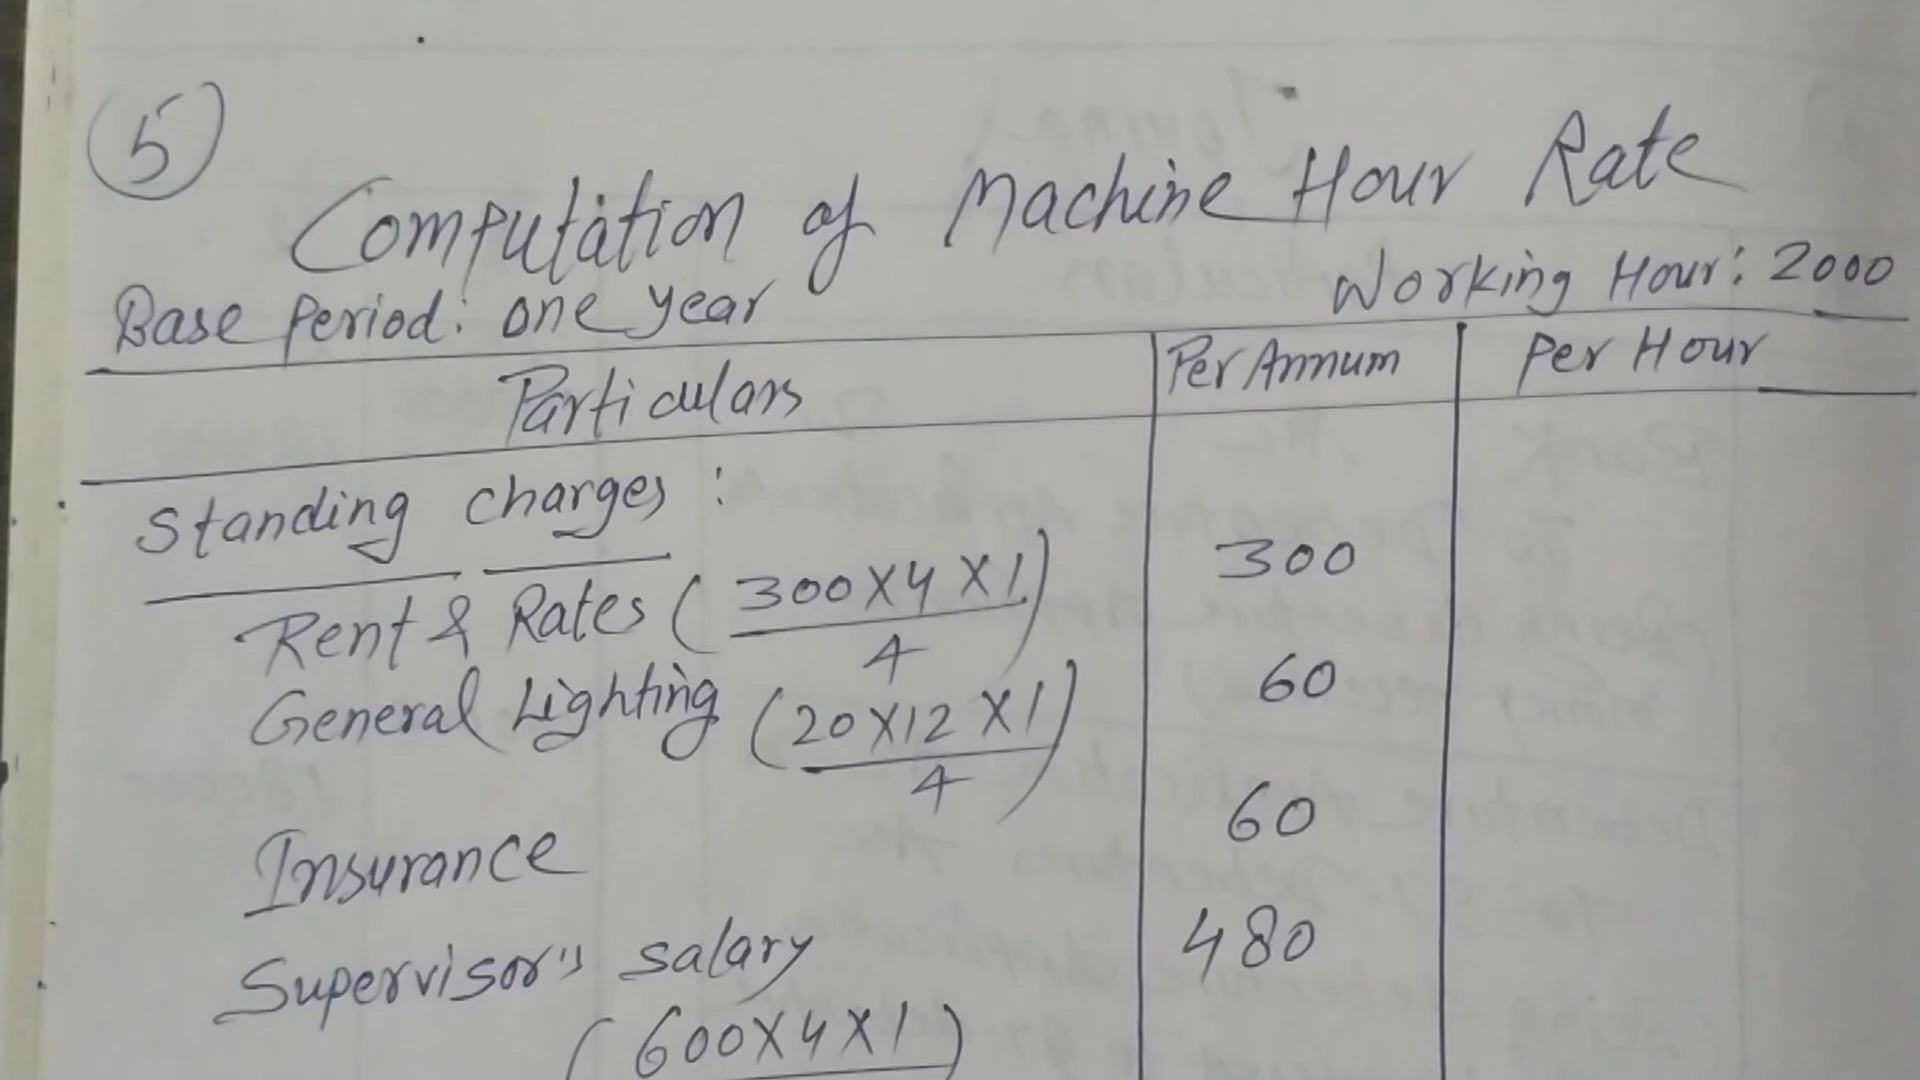 5
Computation of Machine Hour Rate
Base Period: one year Working Hour: 2000
Particulars Per Annum Per Hour
Standing charges:
Rent & Rates (300X4X1/4) 300
General Lighting (20X12X1/4) 60
Insurance 60
Supervisor's salary 480
(600X4X1)